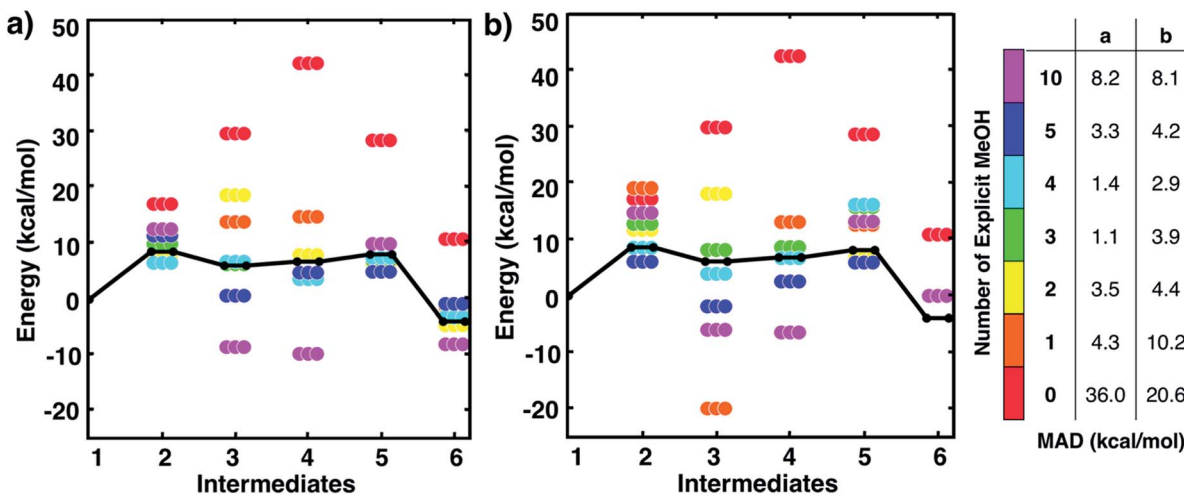 a)
50
40
30
20
10
0
-10
-20
Energy (kcal/mol)
1 2 3 4 5 6
Intermediates
b)
50
40
30
20
10
0
-10
-20
Energy (kcal/mol)
1 2 3 4 5 6
Intermediates
Number of Explicit MeOH
a b
10 8.2 8.1
5 3.3 4.2
4 1.4 2.9
3 1.1 3.9
2 3.5 4.4
1 4.3 10.2
0 36.0 20.6
MAD (kcal/mol)